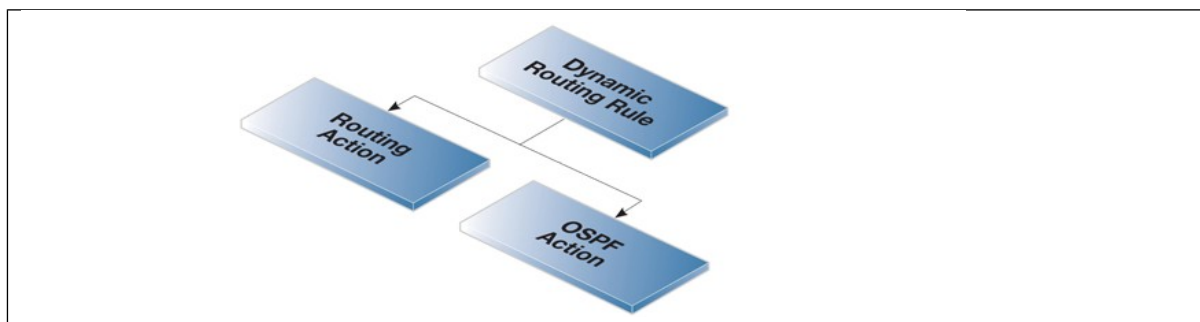 Dynamic
Routing Rule
Routing
Action
OSPF
Action